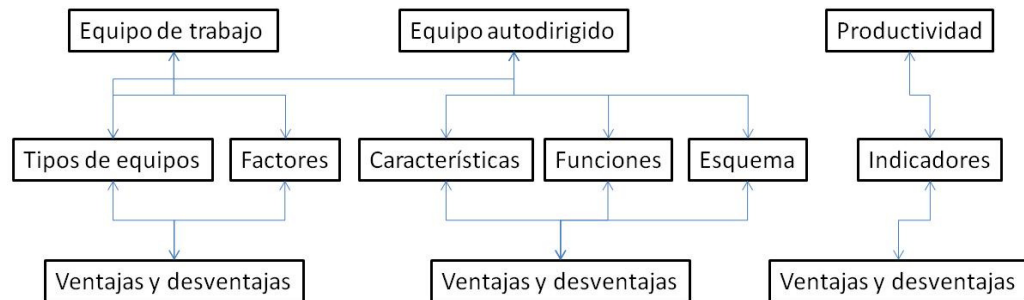 Equipo de trabajo
Equipo autodirigido
Productividad
Tipos de equipos
Factores
Característísticas
Funciones
Esquema
Indicadores
Ventajas y desventajas
Ventajas y desventajas
Ventajas y desventajas